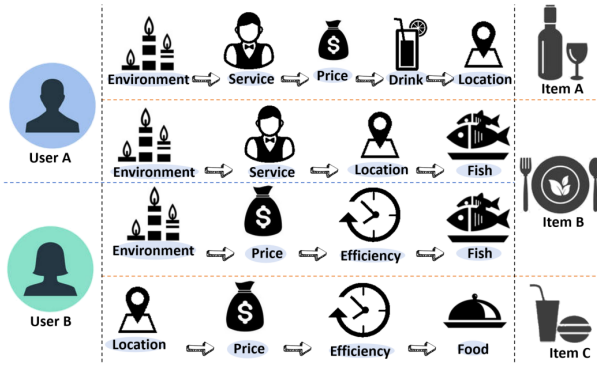 Environment Service Price Drink Location
Item A
User A
Environment Service Location Fish
Item B
Environment Price Efficiency Fish
User B
Location Price Efficiency Food
Item C